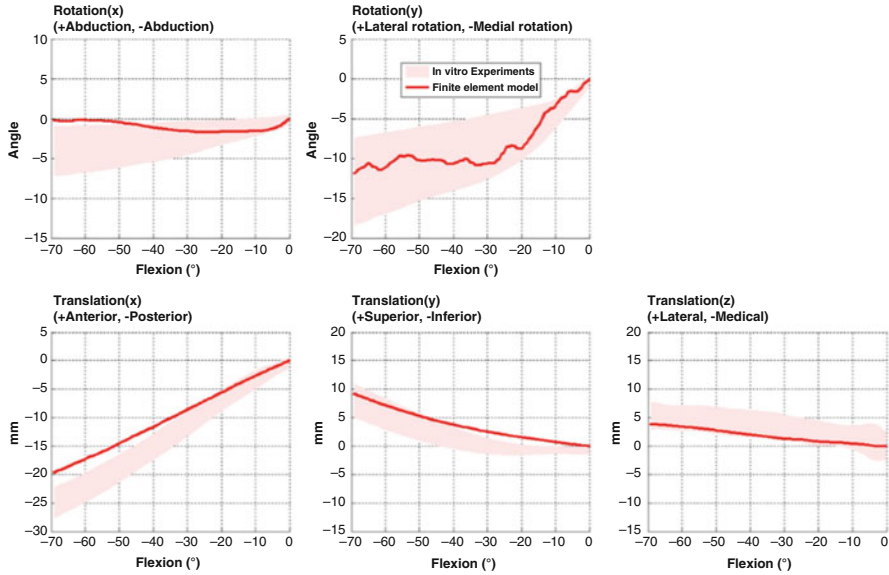 Rotation(x)
(+Abduction, -Abduction)
10
5
0
–5
–10
–15
Angle
–70 –60 –50 –40 –30 –20 –10 0
Flexion (°)
Rotation(y)
(+Lateral rotation, -Medial rotation)
5
0
–5
–10
–15
–20
Angle
In vitro Experiments
Finite element model
–70 –60 –50 –40 –30 –20 –10 0
Flexion (°)
Translation(x)
(+Anterior, -Posterior)
5
0
–5
–10
–15
–20
–25
–30
mm
–70 –60 –50 –40 –30 –20 –10 0
Flexion (°)
Translation(y)
(+Superior, -Inferior)
20
15
10
5
0
–5
–10
–15
mm
–70 –60 –50 –40 –30 –20 –10 0
Flexion (°)
Translation(z)
(+Lateral, -Medical)
20
15
10
5
0
–5
–10
–15
mm
–70 –60 –50 –40 –30 –20 –10 0
Flexion (°)